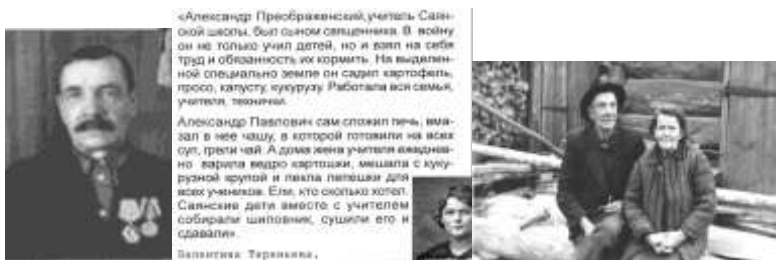 «Александр Преображенский,учитель Саян-
ской школы, был сыном священника. В войну
он не только учил детей, но и взял на себя
труд и обязанность их кормить. На выделен-
ной специально земле он садил картофель,
просо, капусту, кукурузу. Работала вся семья,
учителя, технички.
Александр Павлович сам сложил печь, вма-
зал в нее чашу, в которой готовили на всех
суп, грели чай. А дома жена учителя ежеднев-
но варила ведро картошки, мешала с куку-
рузной крупой и пекла лепешки для
всех учеников. Ели, кто сколько хотел.
Саянские дети вместе с учителем
собирали шиповник, сушили его и
сдавали».
Валентина Терентьева,